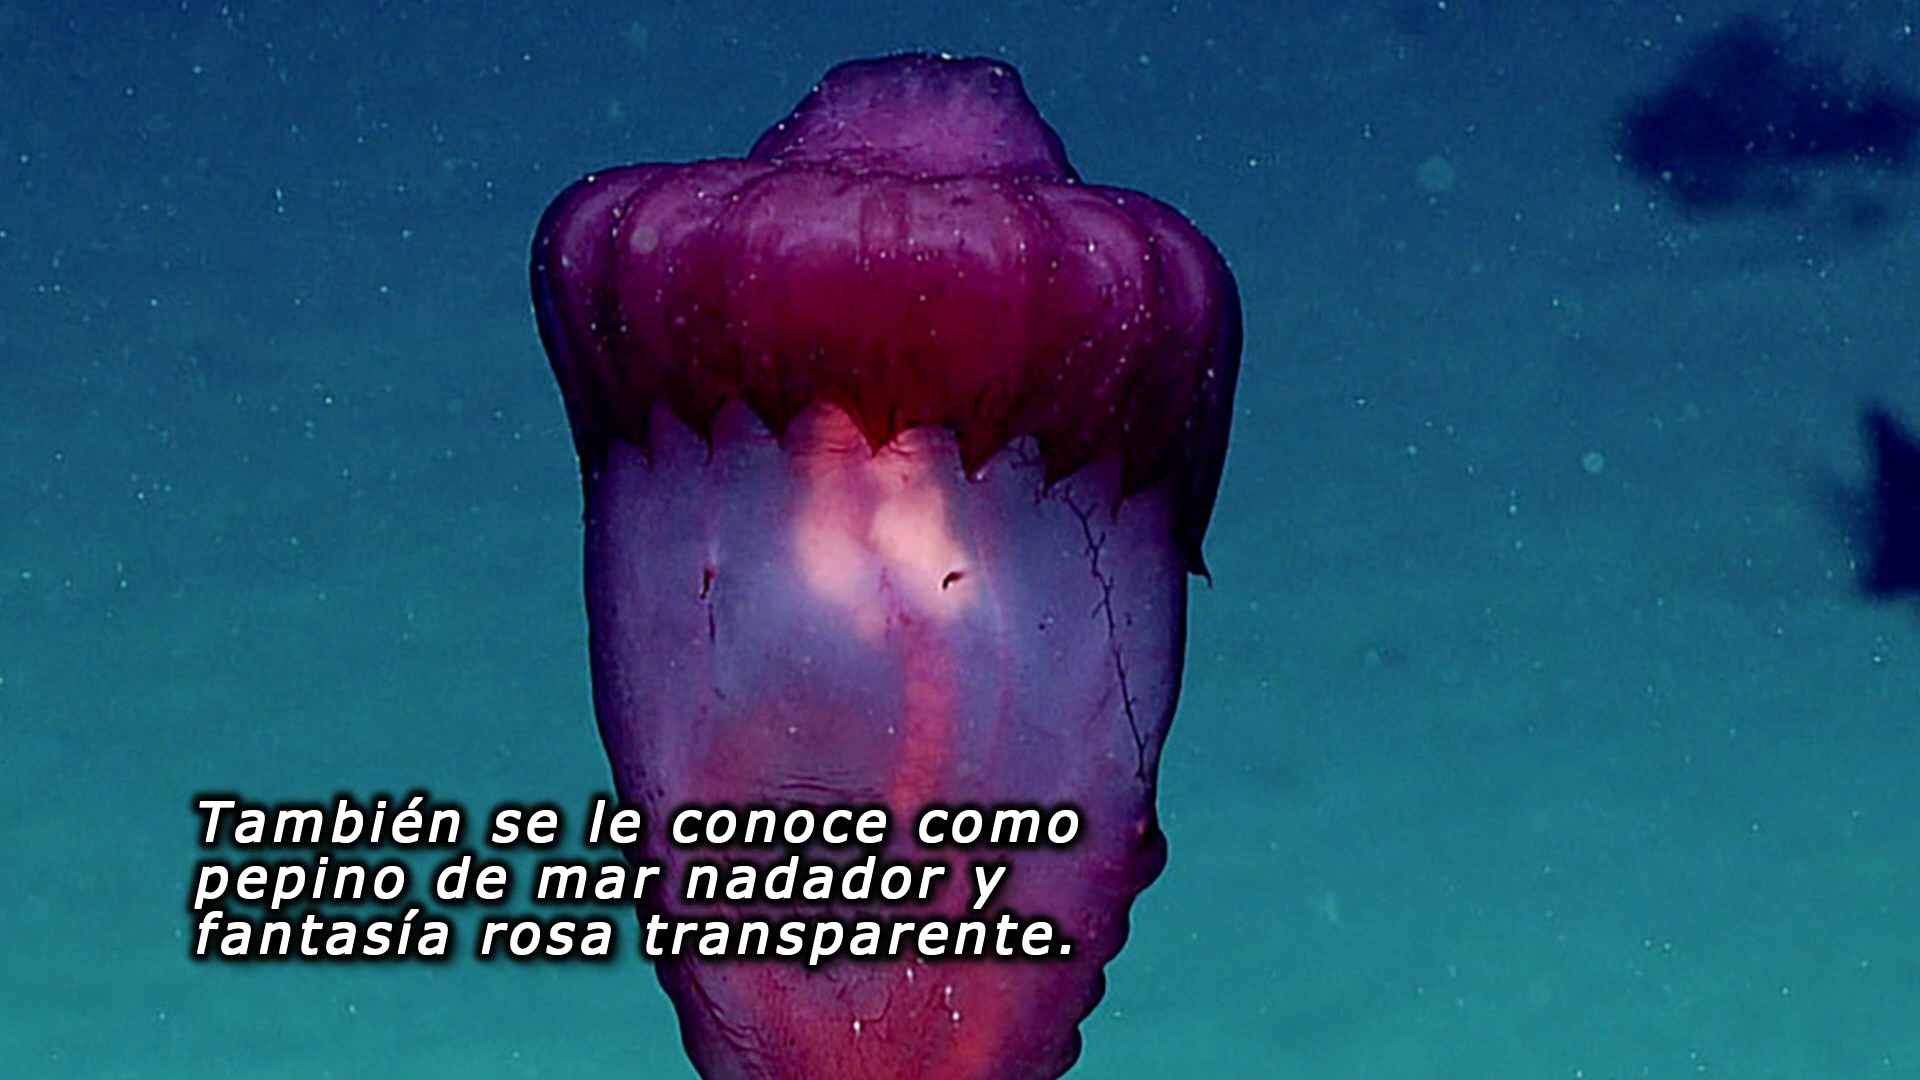 También se le conoce como
pepino de mar nadador y
fantasía rosa transparente.